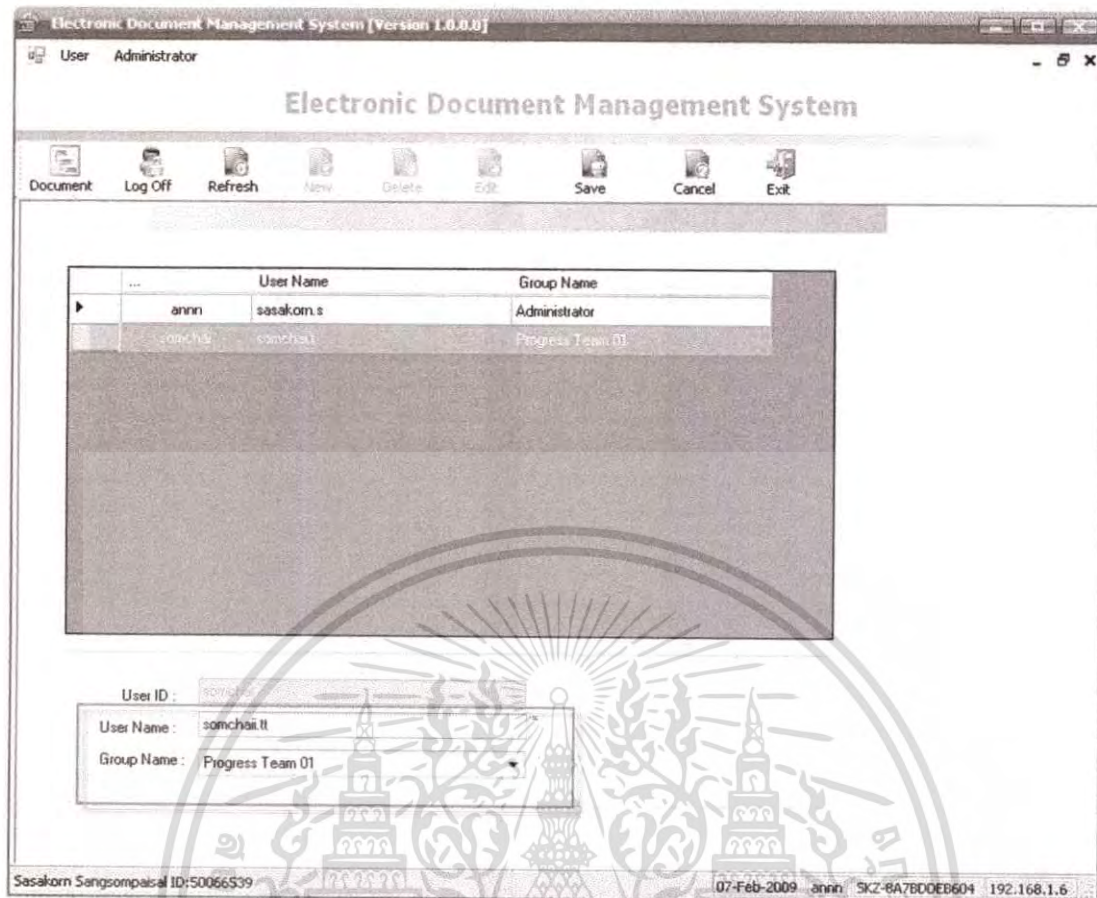 Electronic Document Management System [Version 1.0.0.0]
User Administrator
Electronic Document Management System
Document Log Off Refresh New Delete Edit Save Cancel Exit
... User Name Group Name
annn sasakorn.s Administrator
somchai somchai.t Progress Team 01
User ID : somchai
User Name : somchaii.tt
Group Name : Progress Team 01
Sasakorn Sangsompaisal ID:50066539 07-Feb-2009 annn SKZ-8A7BDOEB604 192.168.1.6